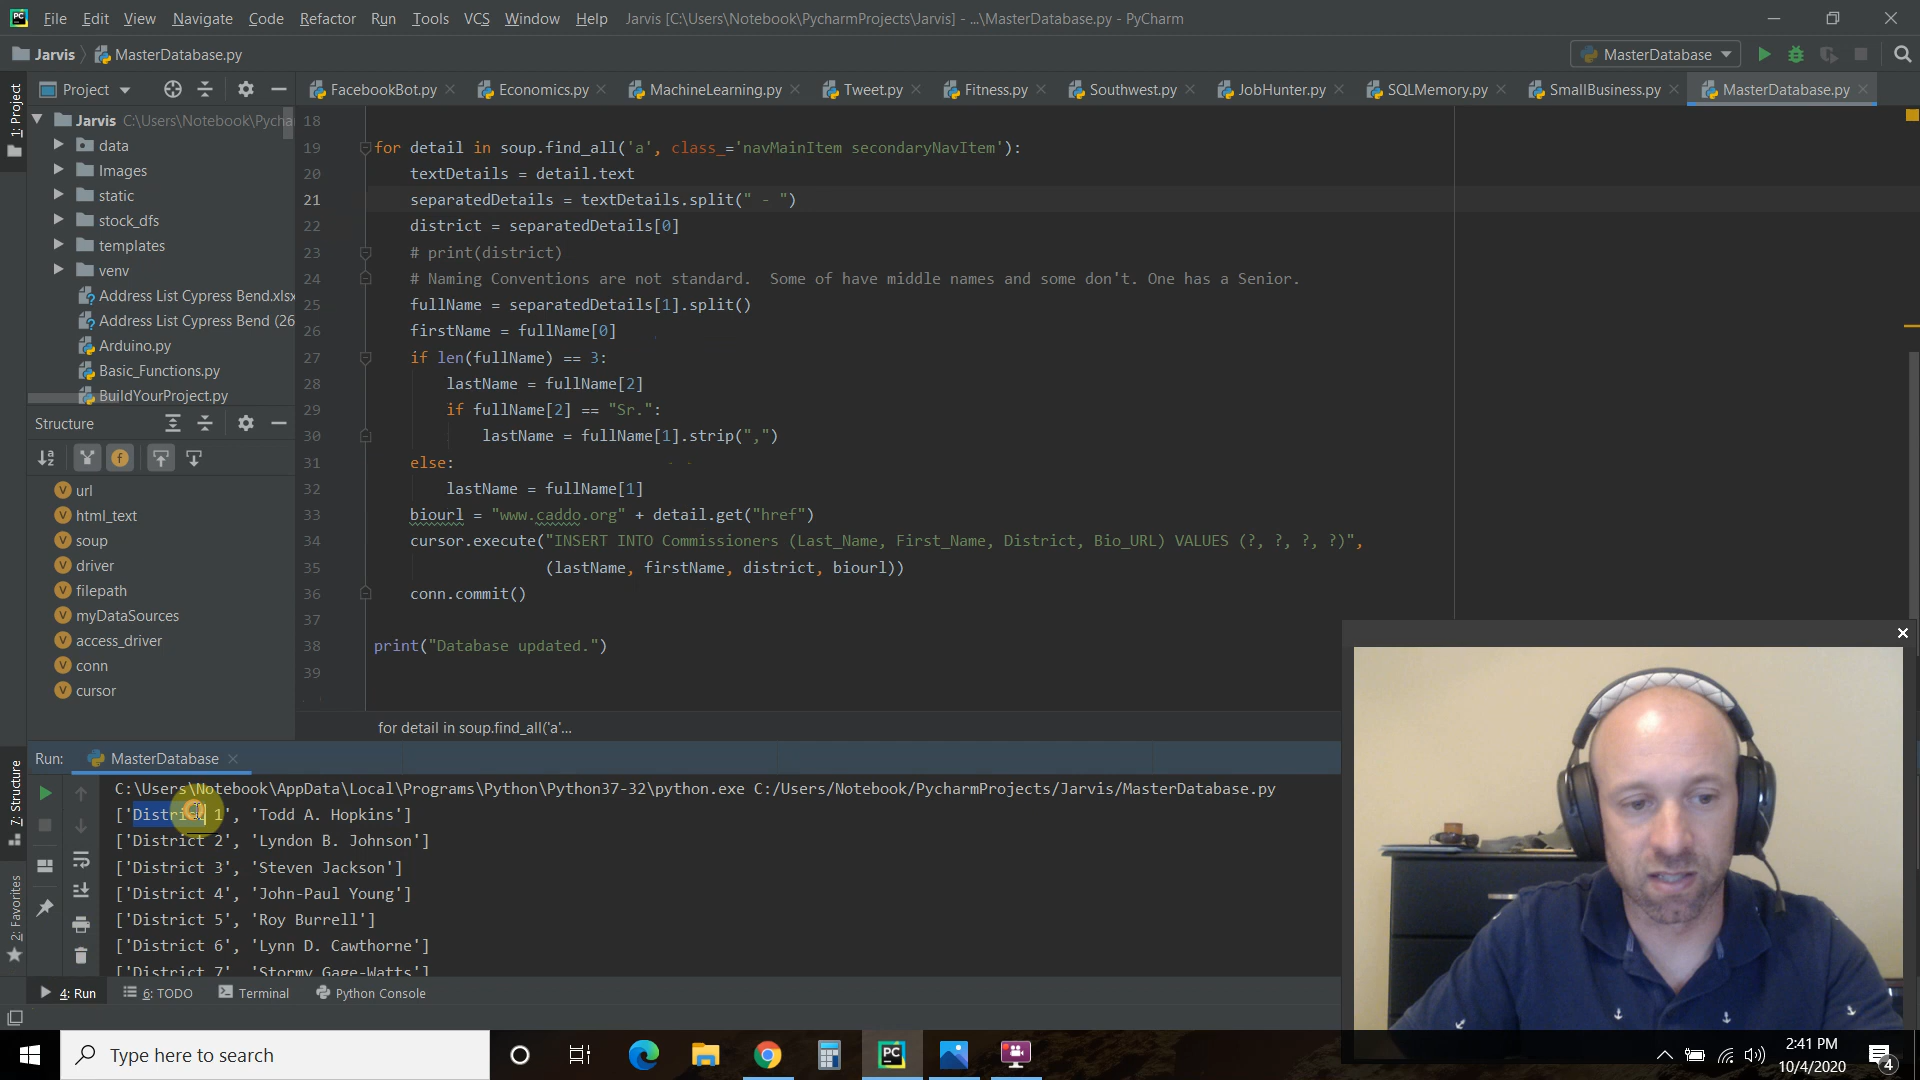 File Edit View Navigate Code Refactor Run Tools VCS Window Help Jarvis [C:\Users\Notebook\PycharmProjects\Jarvis] - ...\MasterDatabase.py - PyCharm
Jarvis MasterDatabase.py MasterDatabase
Project FacebookBot.py Economics.py MachineLearning.py Tweet.py Fitness.py Southwest.py JobHunter.py SQLMemory.py SmallBusiness.py MasterDatabase.py
1: Project
Jarvis C:\Users\Notebook\Pycha
data
Images
static
stock_dfs
templates
venv
Address List Cypress Bend.xlsx
Address List Cypress Bend (26
Arduino.py
Basic_Functions.py
BuildYourProject.py
Structure
url
html_text
soup
driver
filepath
myDataSources
access_driver
conn
cursor
18
19 for detail in soup.find_all('a', class_='navMainItem secondaryNavItem'):
20 textDetails = detail.text
21 separatedDetails = textDetails.split(" - ")
22 district = separatedDetails[0]
23 # print(district)
24 # Naming Conventions are not standard.  Some of have middle names and some don't. One has a Senior.
25 fullName = separatedDetails[1].split()
26 firstName = fullName[0]
27 if len(fullName) == 3:
28 lastName = fullName[2]
29 if fullName[2] == "Sr.":
30 lastName = fullName[1].strip(",")
31 else:
32 lastName = fullName[1]
33 biourl = "www.caddo.org" + detail.get("href")
34 cursor.execute("INSERT INTO Commissioners (Last_Name, First_Name, District, Bio_URL) VALUES (?, ?, ?, ?)",
35 (lastName, firstName, district, biourl))
36 conn.commit()
37
38 print("Database updated.")
39
for detail in soup.find_all('a'...
Run: MasterDatabase
7: Structure
2: Favorites
C:\Users\Notebook\AppData\Local\Programs\Python\Python37-32\python.exe C:/Users/Notebook/PycharmProjects/Jarvis/MasterDatabase.py
['District 1', 'Todd A. Hopkins']
['District 2', 'Lyndon B. Johnson']
['District 3', 'Steven Jackson']
['District 4', 'John-Paul Young']
['District 5', 'Roy Burrell']
['District 6', 'Lynn D. Cawthorne']
['District 7', 'Stormy Gage-Watts']
4: Run 6: TODO Terminal Python Console
Type here to search
2:41 PM
10/4/2020
4